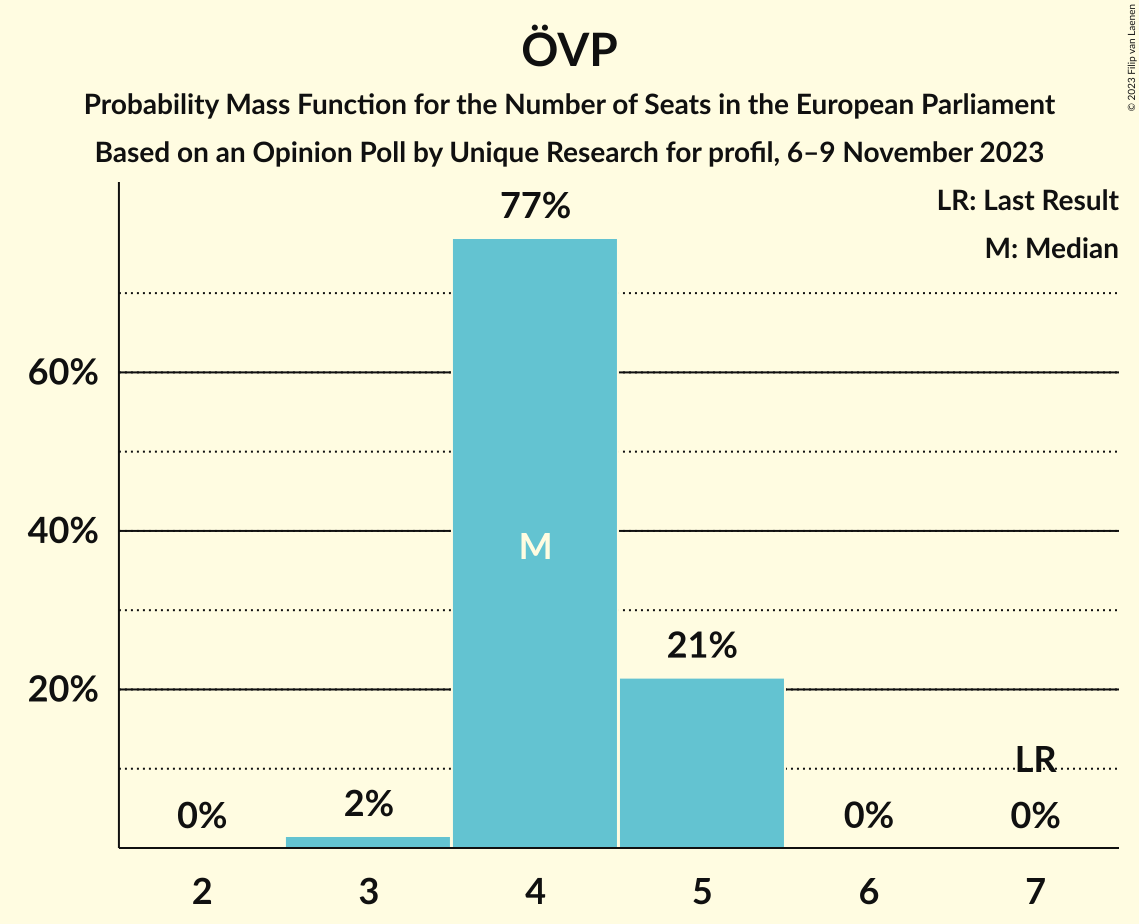 ÖVP
Probability Mass Function for the Number of Seats in the European Parliament
Based on an Opinion Poll by Unique Research for profil, 6–9 November 2023
© 2023 Filip van Laenen
LR: Last Result
M: Median
77%
60%
M
40%
21%
20%
LR
0%
2%
0%
0%
2
3
4
5
6
7